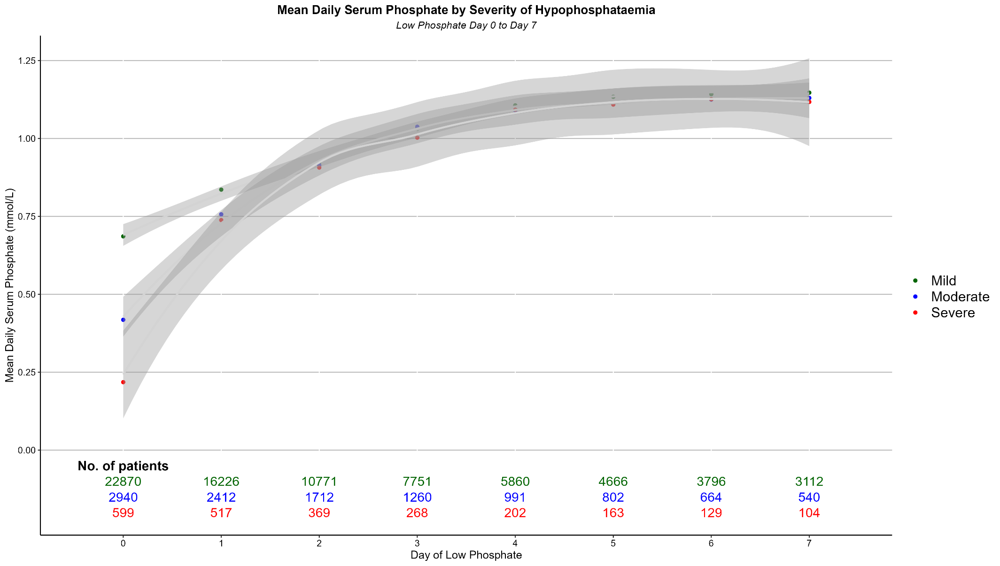 Mean Daily Serum Phosphate by Severity of Hypophosphataemia
Low Phosphate Day 0 to Day 7
Mean Daily Serum Phosphate (mmol/L)
1.25
1.00
0.75
0.50
0.25
0.00
Mild
Moderate
Severe
No. of patients
22870 16226 10771 7751 5860 4666 3796 3112
2940 2412 1712 1260 991 802 664 540
599 517 369 268 202 163 129 104
0 1 2 3 4 5 6 7
Day of Low Phosphate